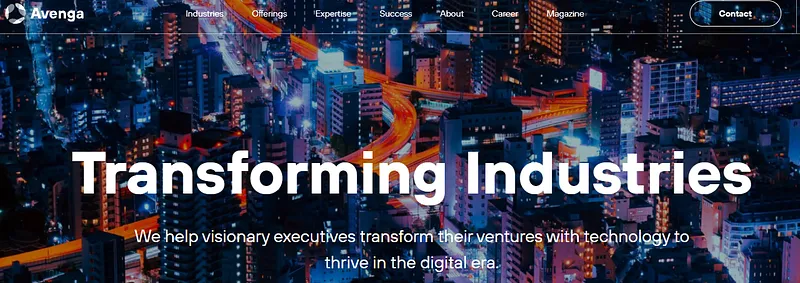 Avenga Industries Offerings Expertise Success About Career Magazine Contact
Transforming Industries
We help visionary executives transform their ventures with technology to
thrive in the digital era.